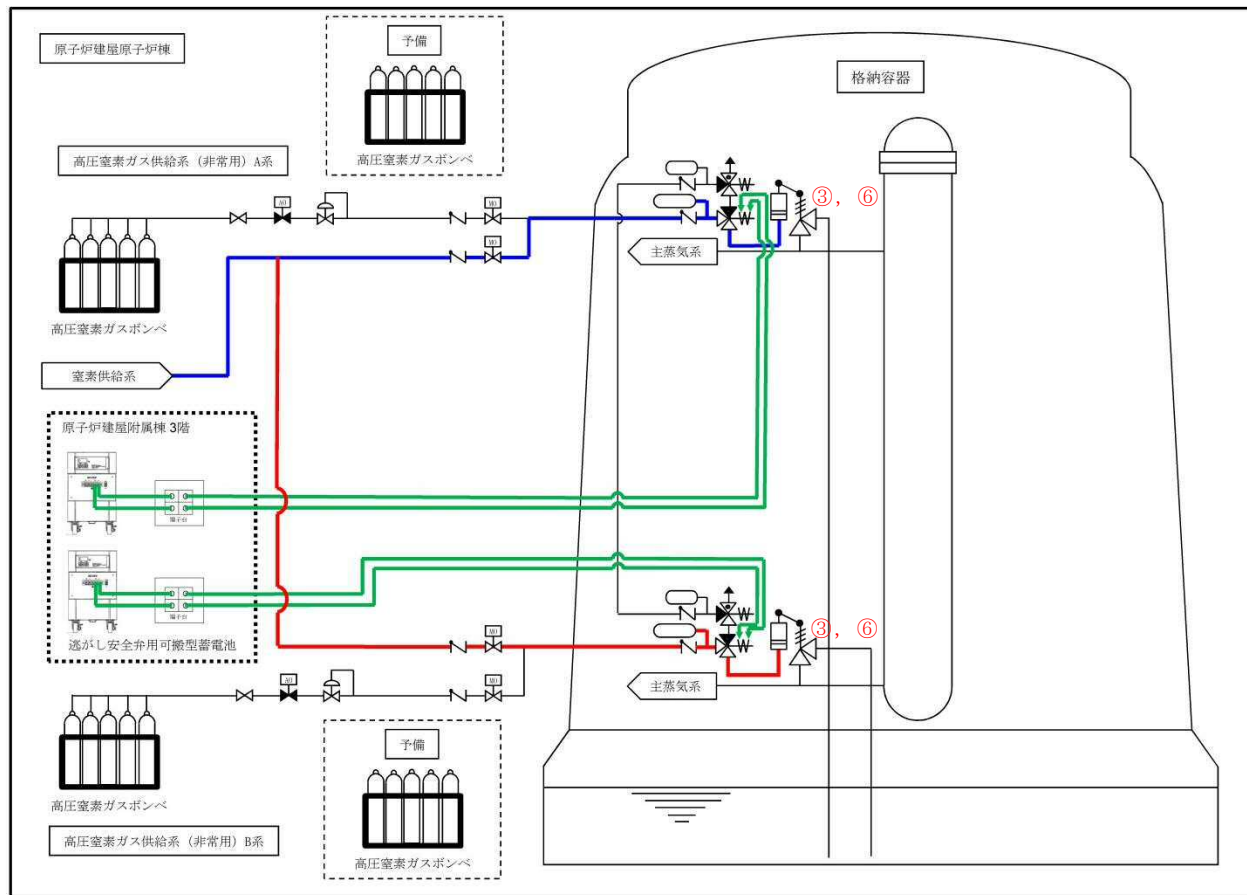 原子炉建屋原子炉棟
予備
高圧窒素ガスボンベ
格納容器
高圧窒素ガス供給系（非常用）A系
AO
MO
MO
③，⑥
主蒸気系
高圧窒素ガスボンベ
窒素供給系
原子炉建屋附属棟 3階
端子台
端子台
逃がし安全弁用可搬型蓄電池
MO
③，⑥
主蒸気系
AO
MO
予備
高圧窒素ガスボンベ
高圧窒素ガスボンベ
高圧窒素ガス供給系（非常用）B系